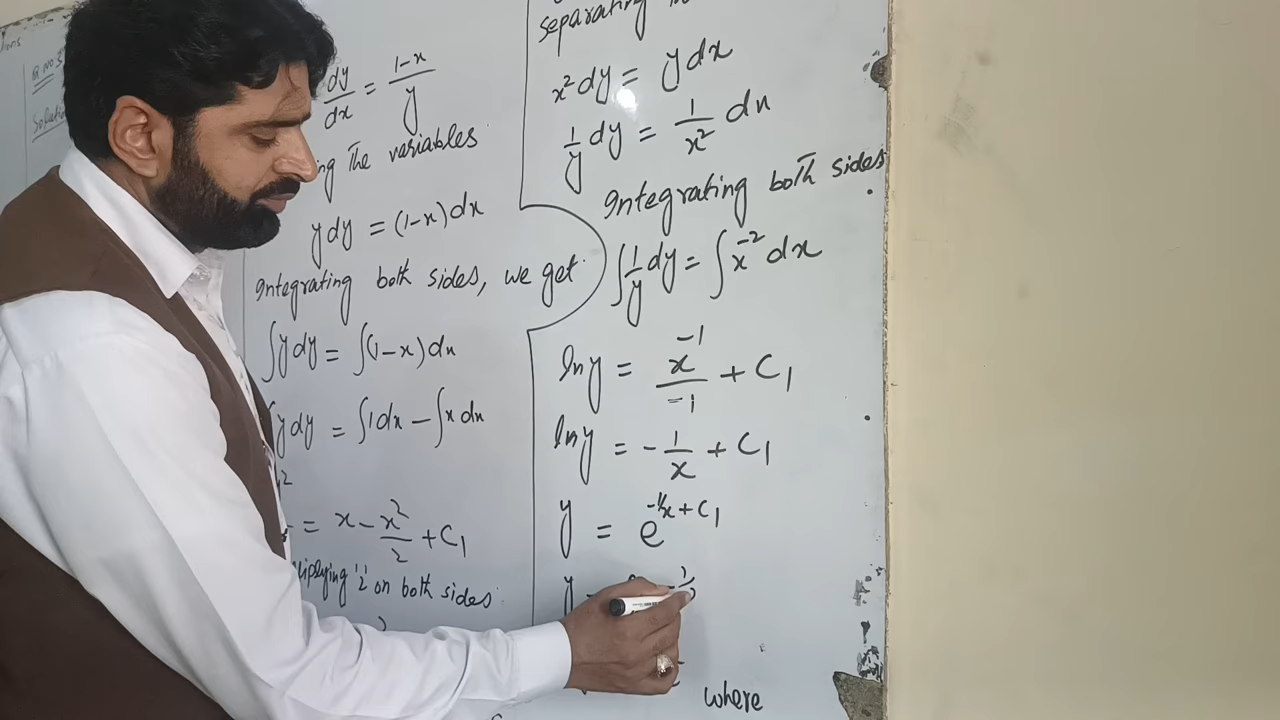 dy/dx = 1-x/y
The variables
y dy = (1-x) dx
Integrating both sides, we get
∫y dy = ∫(1-x) dx
∫y dy = ∫1 dx - ∫x dx
= x - x²/2 + C₁
'2' on both sides
separating
x² dy = y dx
1/y dy = 1/x² dx
Integrating both sides
∫1/y dy = ∫x⁻² dx
ln y = x⁻¹/-1 + C₁
ln y = -1/x + C₁
y = e^(-1/x + C₁)
y
where